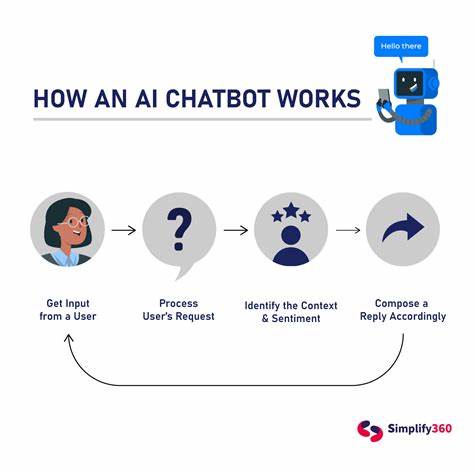 Hello there
HOW AN AI CHATBOT WORKS
?
Get Input
from a User
Process
User's Request
Identify the Context
& Sentiment
Compose a
Reply Accordingly
Simplify360